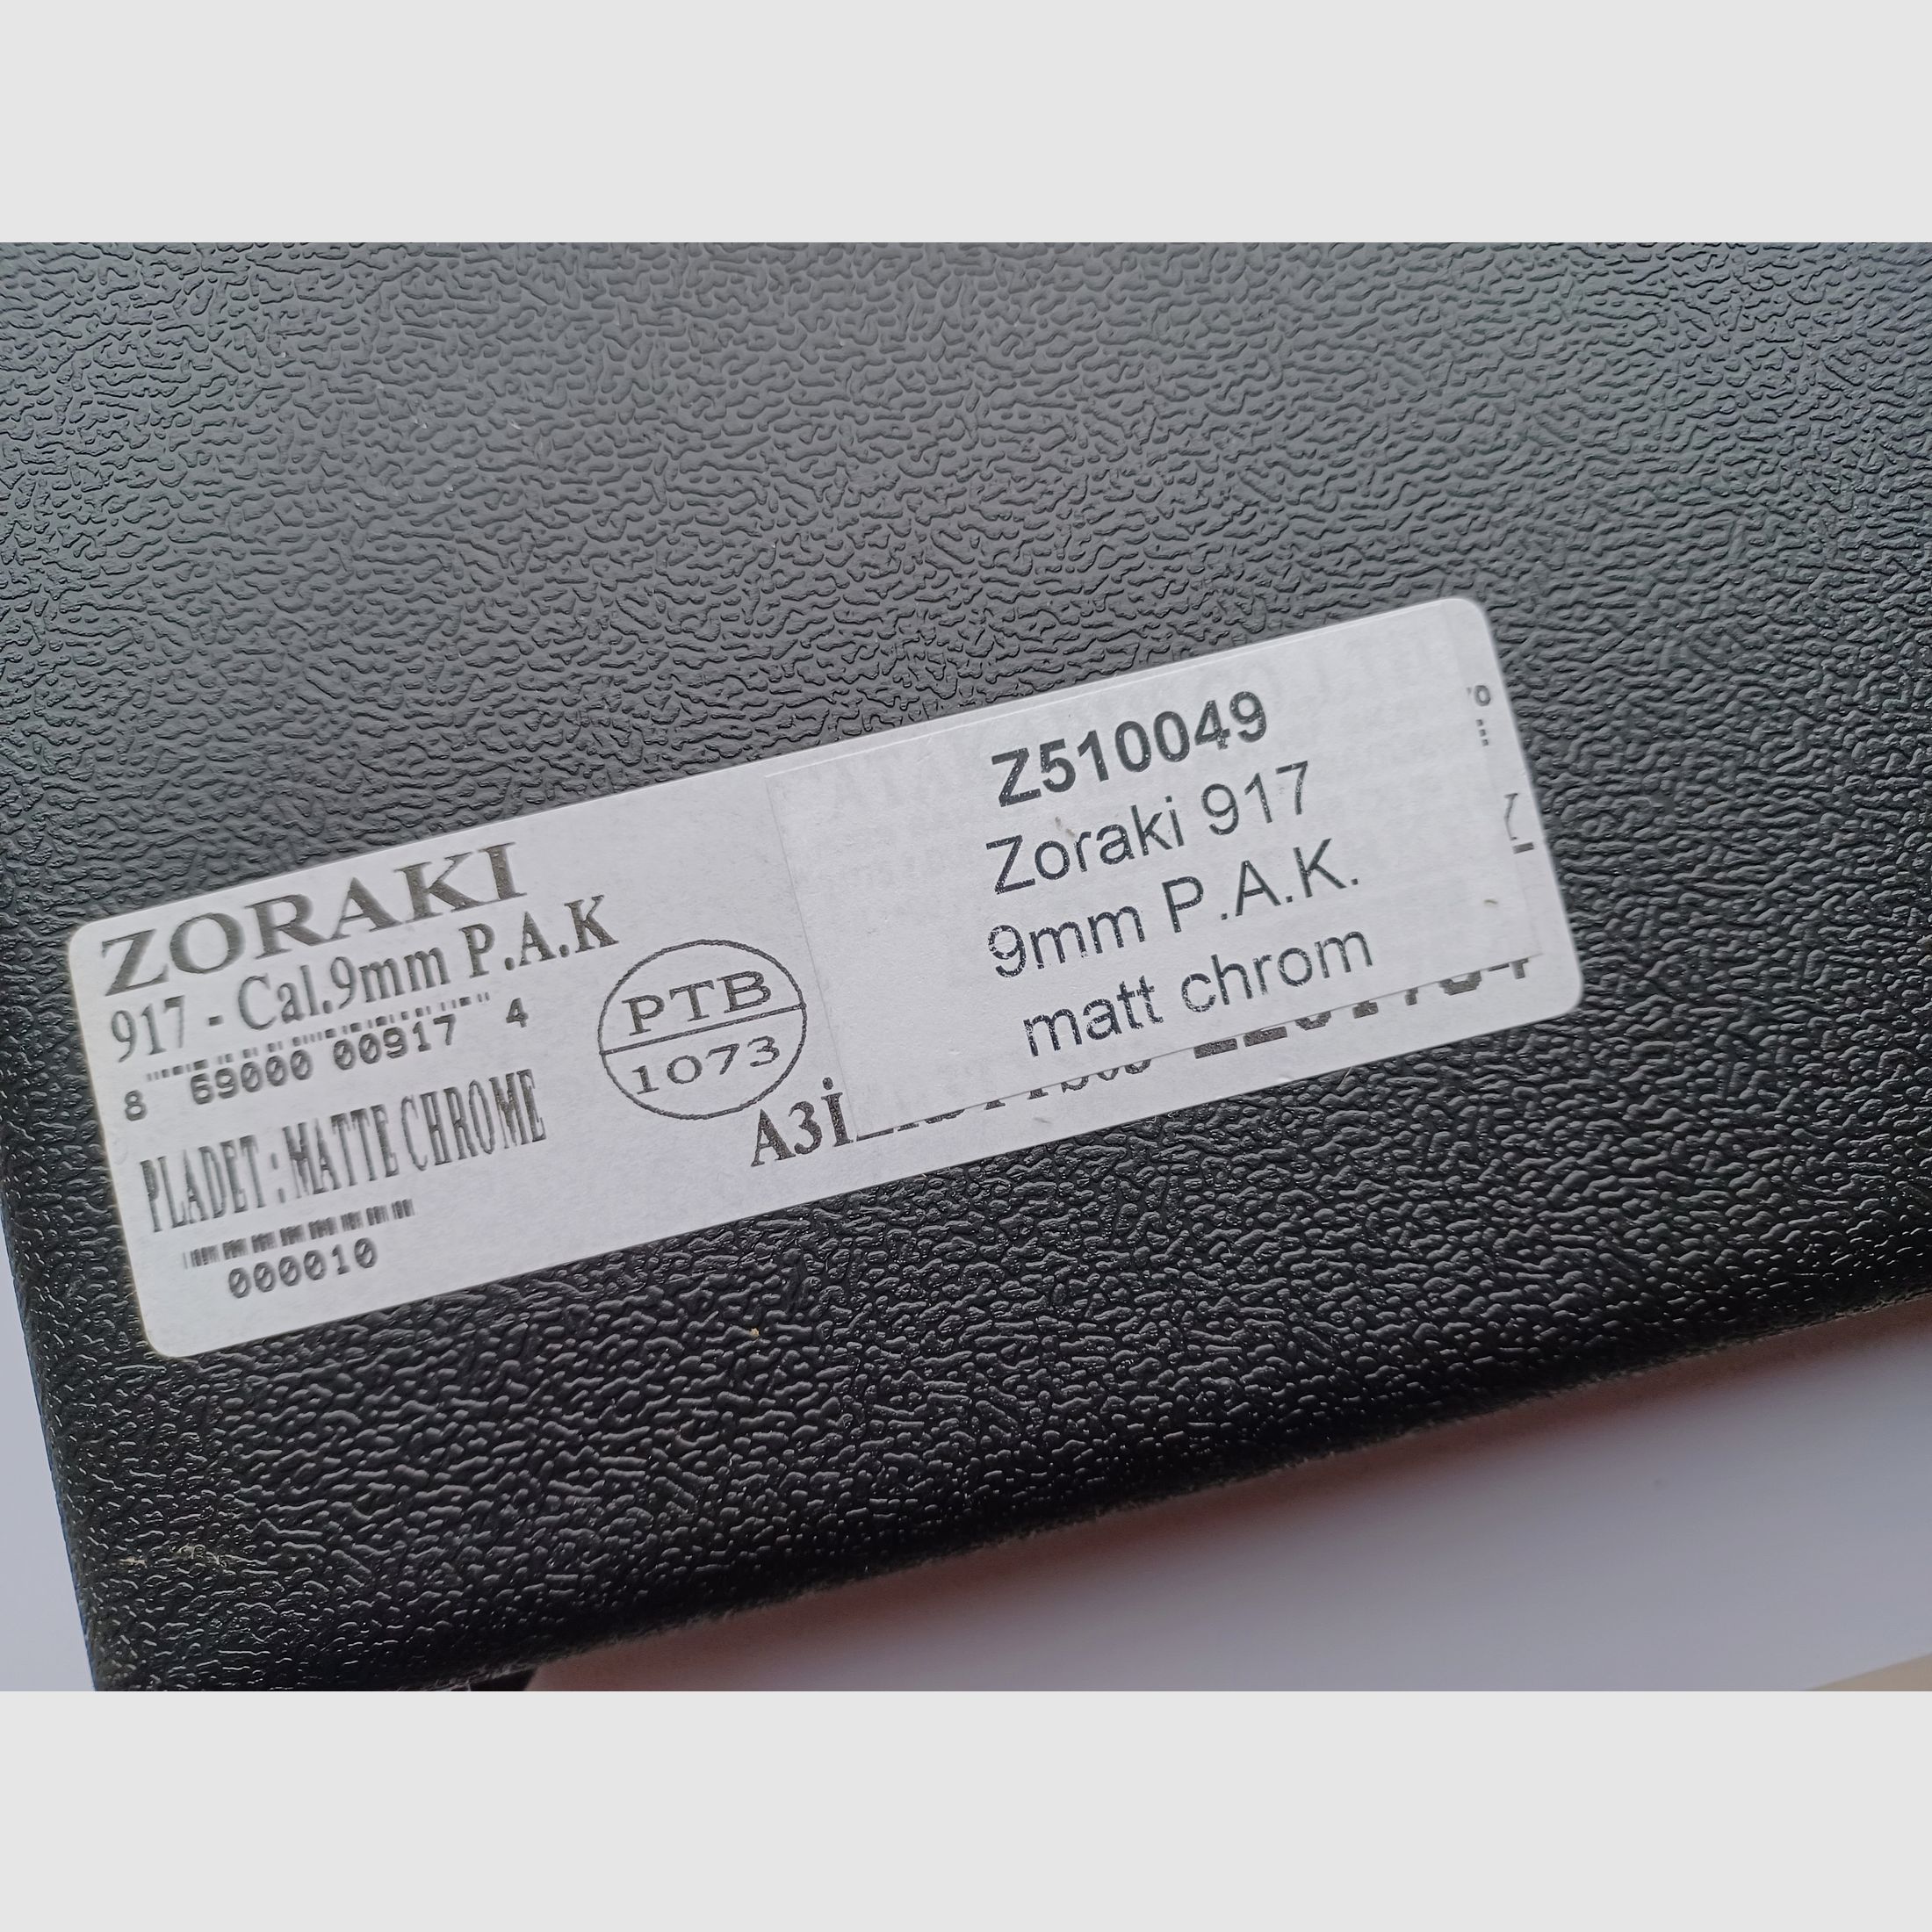 ZORAKI
917 - Cal.9mm P.A.K
8 69000 00917 4
PLADET : MATTE CHROME
000010
PTB
1073
Z510049
Zoraki 917
9mm P.A.K.
matt chrom